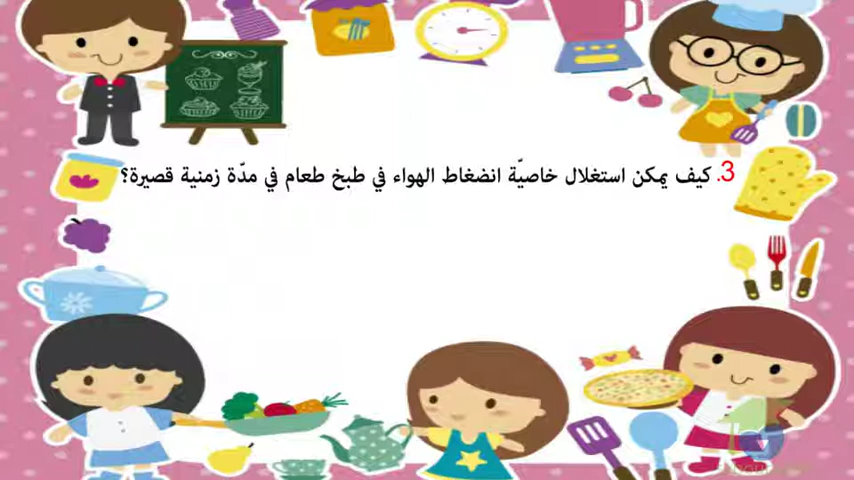 3. كيف يمكن استغلال خاصيّة انضغاط الهواء في طبخ طعام في مدّة زمنية قصيرة؟